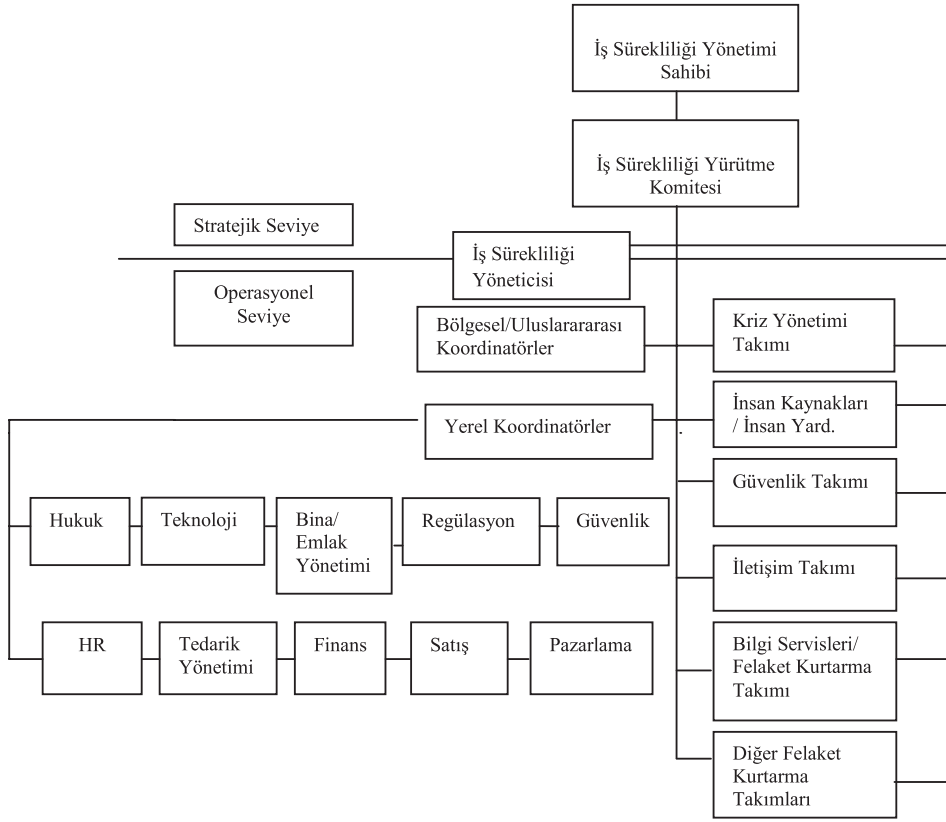 İş Sürekliliği Yönetimi
Sahibi
İş Sürekliliği Yürütme
Komitesi
Stratejik Seviye
İş Sürekliliği
Yöneticisi
Operasyonel
Seviye
Bölgesel/Uluslarararası
Koordinatörler
Kriz Yönetimi
Takımı
Yerel Koordinatörler
İnsan Kaynakları
/ İnsan Yard.
Güvenlik Takımı
Hukuk
Teknoloji
Bina/
Emlak
Yönetimi
Regülasyon
Güvenlik
İletişim Takımı
HR
Tedarik
Yönetimi
Finans
Satış
Pazarlama
Bilgi Servisleri/
Felaket Kurtarma
Takımı
Diğer Felaket
Kurtarma
Takımları